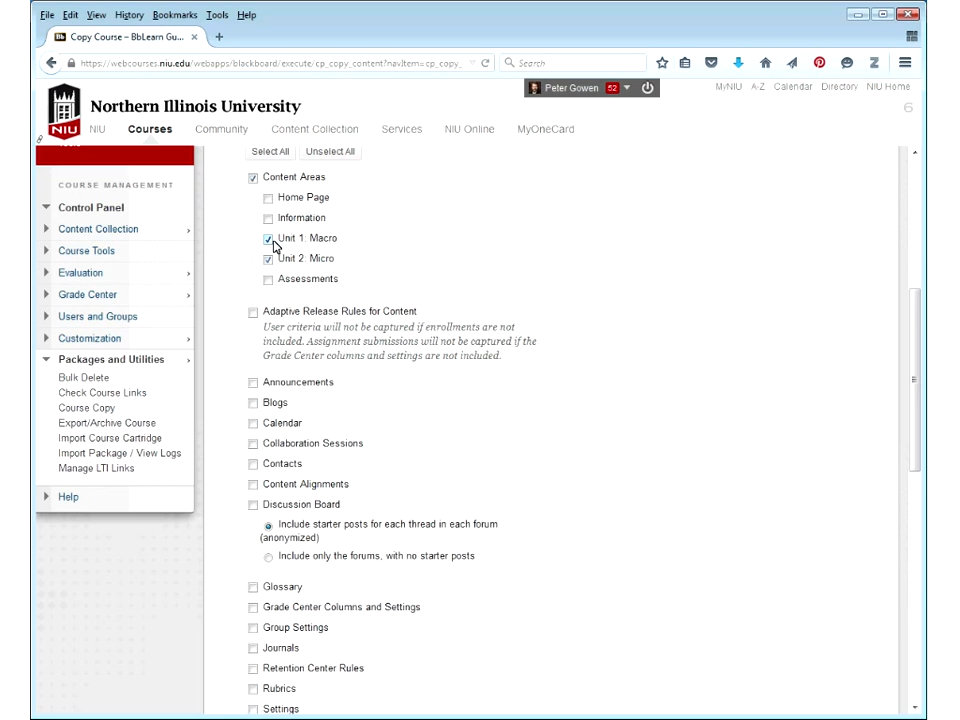 File Edit View History Bookmarks Tools Help
Bb Copy Course – BbLearn Gu... × +
https://webcourses.niu.edu/webapps/blackboard/execute/cp_copy_content?navItem=cp_copy_ Search
Peter Gowen 52
MyNIU A-Z Calendar Directory NIU Home
NIU Northern Illinois University 6
NIU Courses Community Content Collection Services NIU Online MyOneCard
Select All Unselect All
COURSE MANAGEMENT
Control Panel
Content Collection
Course Tools
Evaluation
Grade Center
Users and Groups
Customization
Packages and Utilities
Bulk Delete
Check Course Links
Course Copy
Export/Archive Course
Import Course Cartridge
Import Package / View Logs
Manage LTI Links
Help
Content Areas
Home Page
Information
Unit 1: Macro
Unit 2: Micro
Assessments
Adaptive Release Rules for Content
User criteria will not be captured if enrollments are not
included. Assignment submissions will not be captured if the
Grade Center columns and settings are not included.
Announcements
Blogs
Calendar
Collaboration Sessions
Contacts
Content Alignments
Discussion Board
Include starter posts for each thread in each forum
(anonymized)
Include only the forums, with no starter posts
Glossary
Grade Center Columns and Settings
Group Settings
Journals
Retention Center Rules
Rubrics
Settings